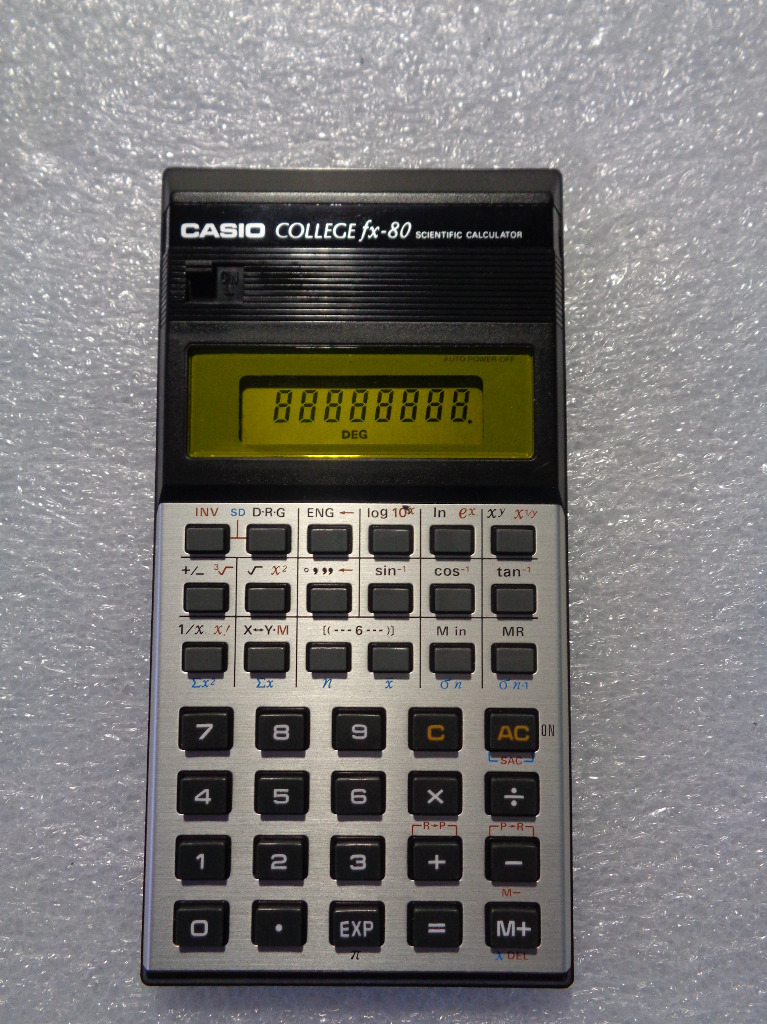 CASIO COLLEGE fx-80 SCIENTIFIC CALCULATOR
ON
AUTO POWER OFF
88888888.
DEG
INV SD D·R·G ENG ← log 10ˣ ln eˣ xʸ x¹/ʸ
+/− ³√ √ x² ° ’ ’’ ← sin⁻¹ cos⁻¹ tan⁻¹
1/x x! X↔Y·M [(---6---)] M in MR
Σx² Σx n x σn σn-1
7 8 9 C AC ON
SAC
4 5 6 × ÷
R→P P→R
1 2 3 + −
M−
0 · EXP = M+
π x DEL